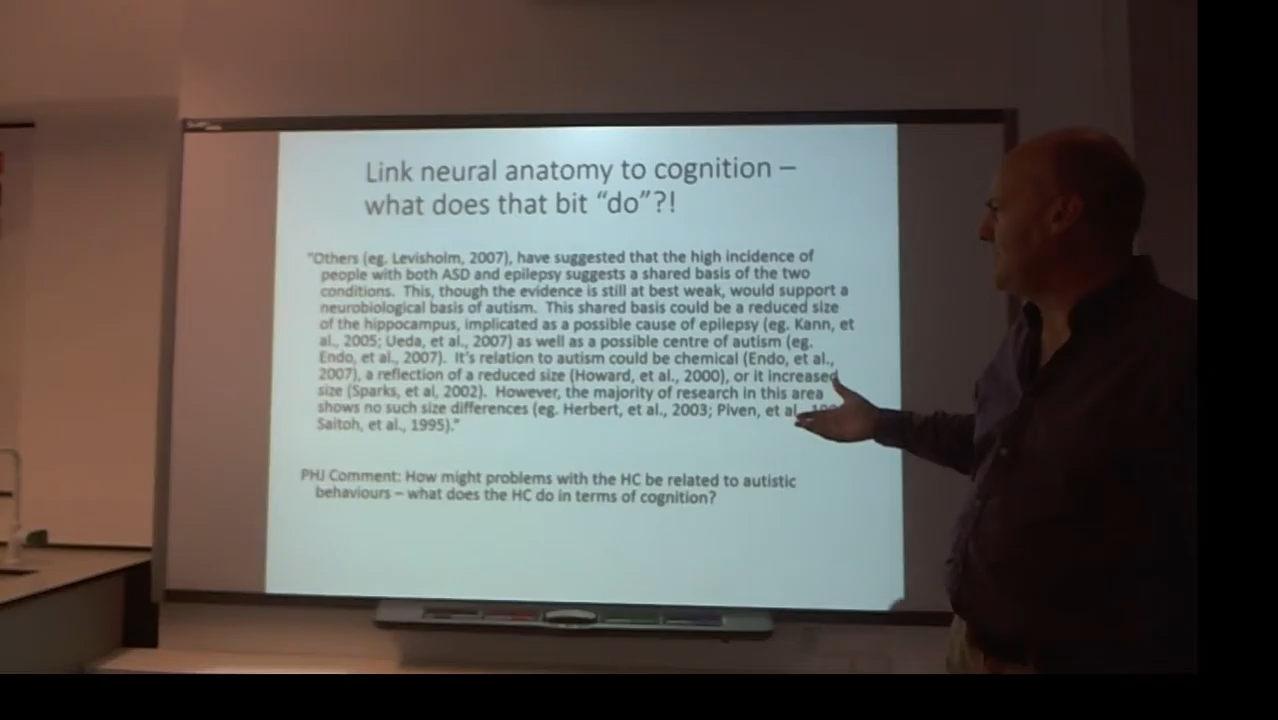 Link neural anatomy to cognition –
what does that bit “do”?!
“Others (eg. Levisholm, 2007), have suggested that the high incidence of
people with both ASD and epilepsy suggests a shared basis of the two
conditions. This, though the evidence is still at best weak, would support a
neurobiological basis of autism. This shared basis could be a reduced size
of the hippocampus, implicated as a possible cause of epilepsy (eg. Kann, et
al., 2005; Ueda, et al., 2007) as well as a possible centre of autism (eg.
Endo, et al., 2007). It’s relation to autism could be chemical (Endo, et al.,
2007), a reflection of a reduced size (Howard, et al., 2000), or it increased
size (Sparks, et al, 2002). However, the majority of research in this area
shows no such size differences (eg. Herbert, et al., 2003; Piven, et al.,
Saitoh, et al., 1995).”
PHJ Comment: How might problems with the HC be related to autistic
behaviours – what does the HC do in terms of cognition?